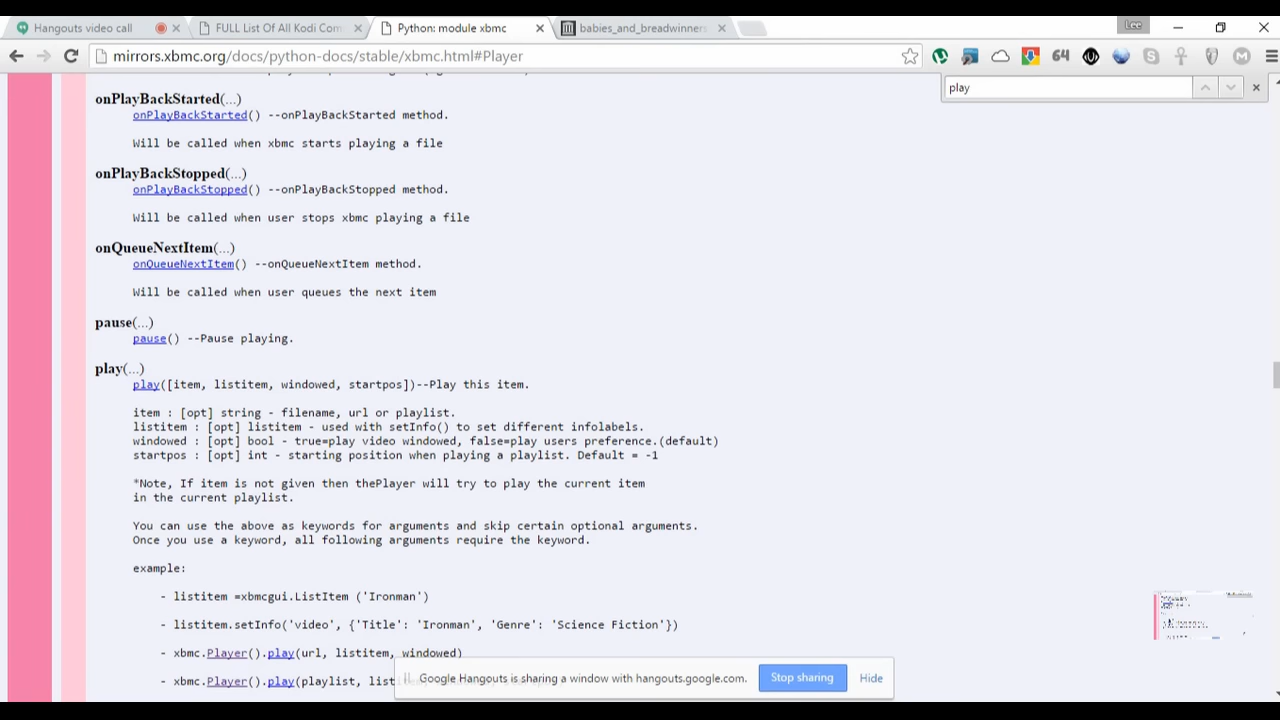 Hangouts video call
FULL List Of All Kodi Com
Python: module xbmc
babies_and_breadwinners
Lee
mirrors.xbmc.org/docs/python-docs/stable/xbmc.html#Player
64
play
onPlayBackStarted(...)
onPlayBackStarted() --onPlayBackStarted method.
Will be called when xbmc starts playing a file
onPlayBackStopped(...)
onPlayBackStopped() --onPlayBackStopped method.
Will be called when user stops xbmc playing a file
onQueueNextItem(...)
onQueueNextItem() --onQueueNextItem method.
Will be called when user queues the next item
pause(...)
pause() --Pause playing.
play(...)
play([item, listitem, windowed, startpos])--Play this item.
item : [opt] string - filename, url or playlist.
listitem : [opt] listitem - used with setInfo() to set different infolabels.
windowed : [opt] bool - true=play video windowed, false=play users preference.(default)
startpos : [opt] int - starting position when playing a playlist. Default = -1
*Note, If item is not given then thePlayer will try to play the current item
in the current playlist.
You can use the above as keywords for arguments and skip certain optional arguments.
Once you use a keyword, all following arguments require the keyword.
example:
- listitem =xbmcgui.ListItem ('Ironman')
- listitem.setInfo('video', {'Title': 'Ironman', 'Genre': 'Science Fiction'})
- xbmc.Player().play(url, listitem, windowed)
- xbmc.Player().play(playlist, list
Google Hangouts is sharing a window with hangouts.google.com.
Stop sharing
Hide